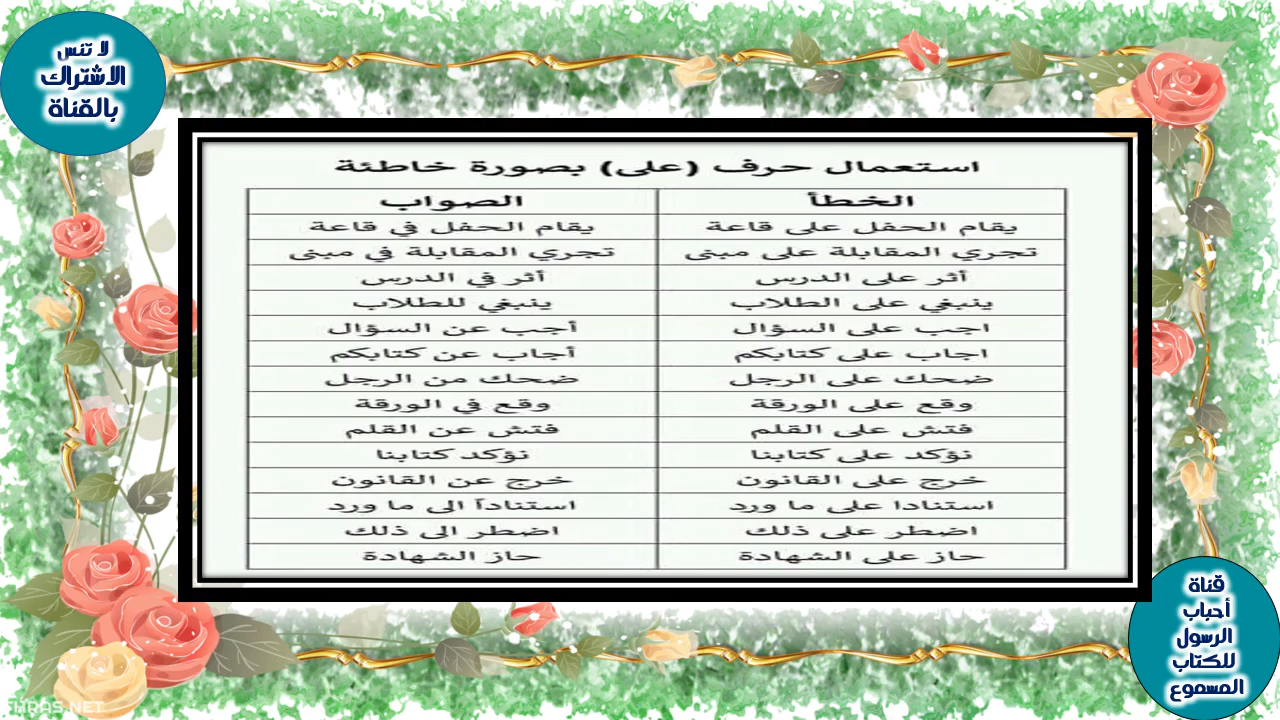 لا تنس
الاشتراك
بالقناة
استعمال حرف (على) بصورة خاطئة
الخطأ الصواب
يقام الحفل على قاعة يقام الحفل في قاعة
تجري المقابلة على مبنى تجري المقابلة في مبنى
أثر على الدرس أثر في الدرس
ينبغي على الطلاب ينبغي للطلاب
اجب على السؤال أجب عن السؤال
اجاب على كتابكم أجاب عن كتابكم
ضحك على الرجل ضحك من الرجل
وقع على الورقة وقع في الورقة
فتش على القلم فتش عن القلم
نؤكد على كتابنا نؤكد كتابنا
خرج على القانون خرج عن القانون
استنادا على ما ورد استناداً الى ما ورد
اضطر على ذلك اضطر الى ذلك
حاز على الشهادة حاز الشهادة
قناة
أحباب
الرسول
للكتاب
المسموع